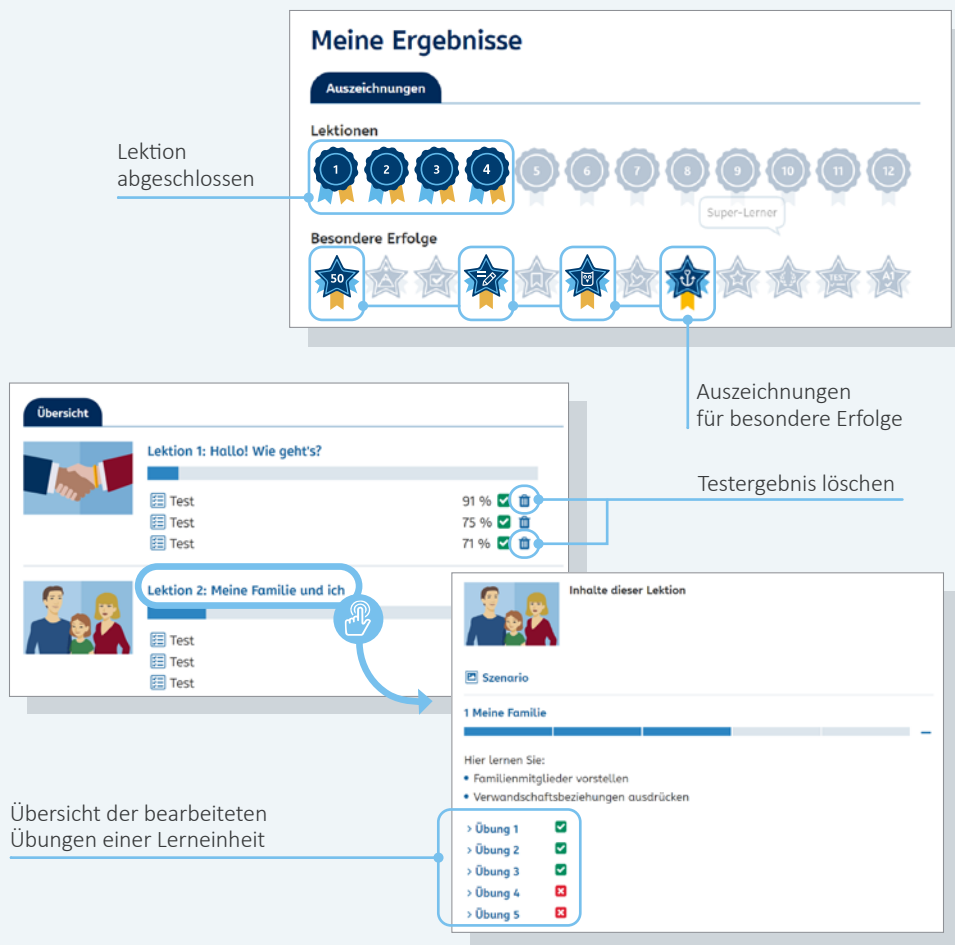 Meine Ergebnisse
Auszeichnungen
Lektionen
Lektion
abgeschlossen
1 2 3 4 5 6 7 8 9 10 11 12
Super-Lerner
Besondere Erfolge
50 TEST A1
Auszeichnungen
für besondere Erfolge
Übersicht
Lektion 1: Hallo! Wie geht's?
Test 91 %
Test 75 %
Test 71 %
Testergebnis löschen
Lektion 2: Meine Familie und ich
Test
Test
Test
Inhalte dieser Lektion
Szenario
1 Meine Familie
Hier lernen Sie:
• Familienmitglieder vorstellen
• Verwandschaftsbeziehungen ausdrücken
Übersicht der bearbeiteten
Übungen einer Lerneinheit
> Übung 1
> Übung 2
> Übung 3
> Übung 4
> Übung 5